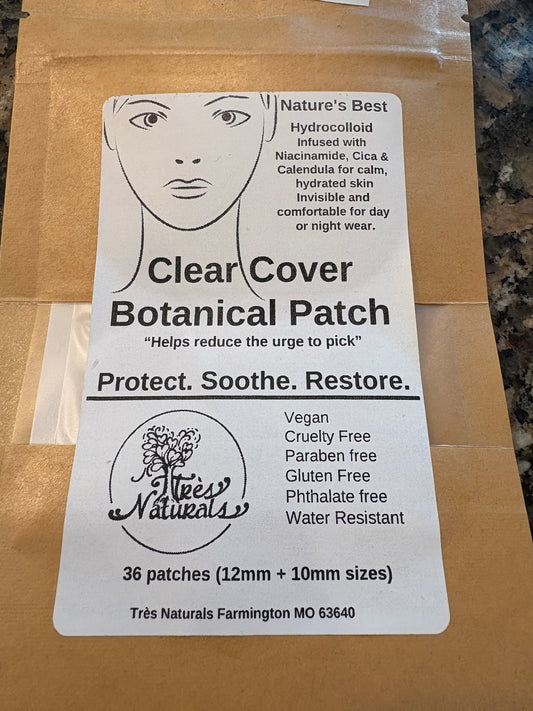 Nature's Best
Hydrocolloid
Infused with
Niacinamide, Cica &
Calendula for calm,
hydrated skin
Invisible and
comfortable for day
or night wear.
Clear Cover
Botanical Patch
“Helps reduce the urge to pick”
Protect. Soothe. Restore.
Très
Naturals
Vegan
Cruelty Free
Paraben free
Gluten Free
Phthalate free
Water Resistant
36 patches (12mm + 10mm sizes)
Très Naturals Farmington MO 63640